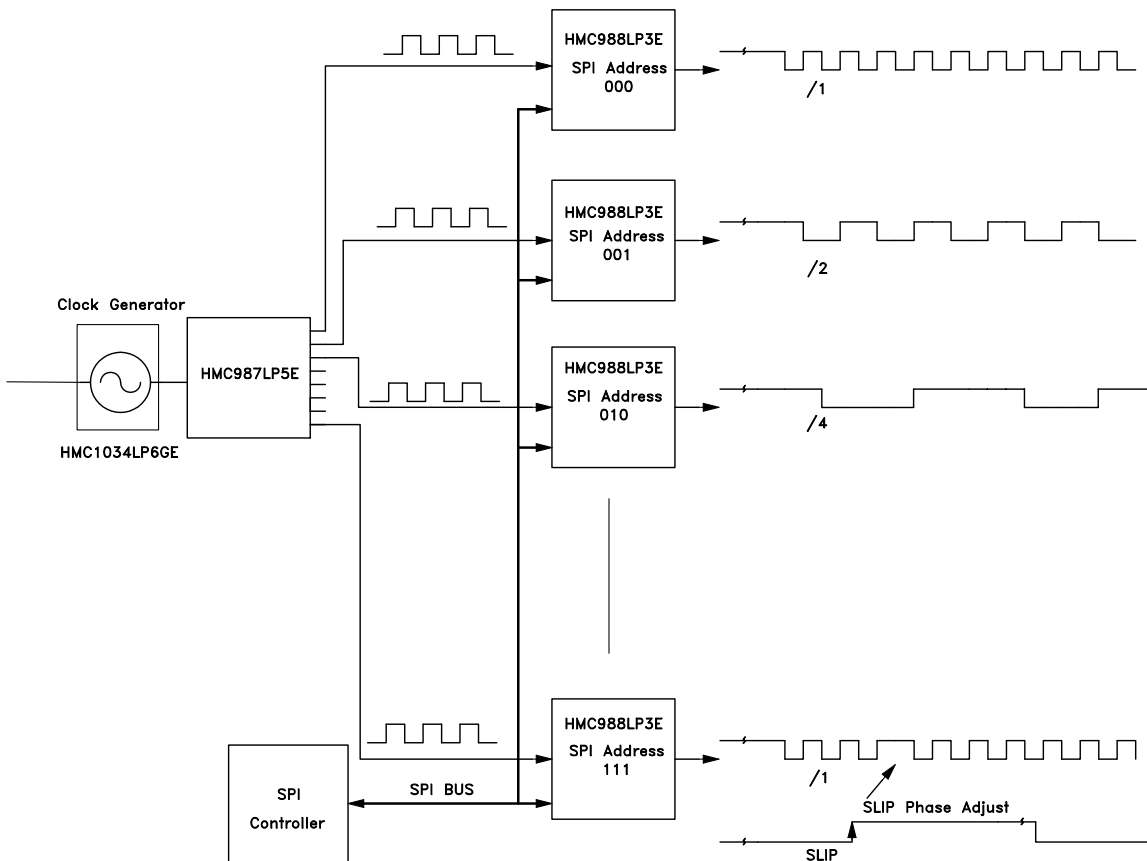 HMC988LP3E
SPI Address
000
/1
HMC988LP3E
SPI Address
001
/2
Clock Generator
HMC987LP5E
HMC1034LP6GE
HMC988LP3E
SPI Address
010
/4
HMC988LP3E
SPI Address
111
/1
SPI BUS
SPI
Controller
SLIP Phase Adjust
SLIP